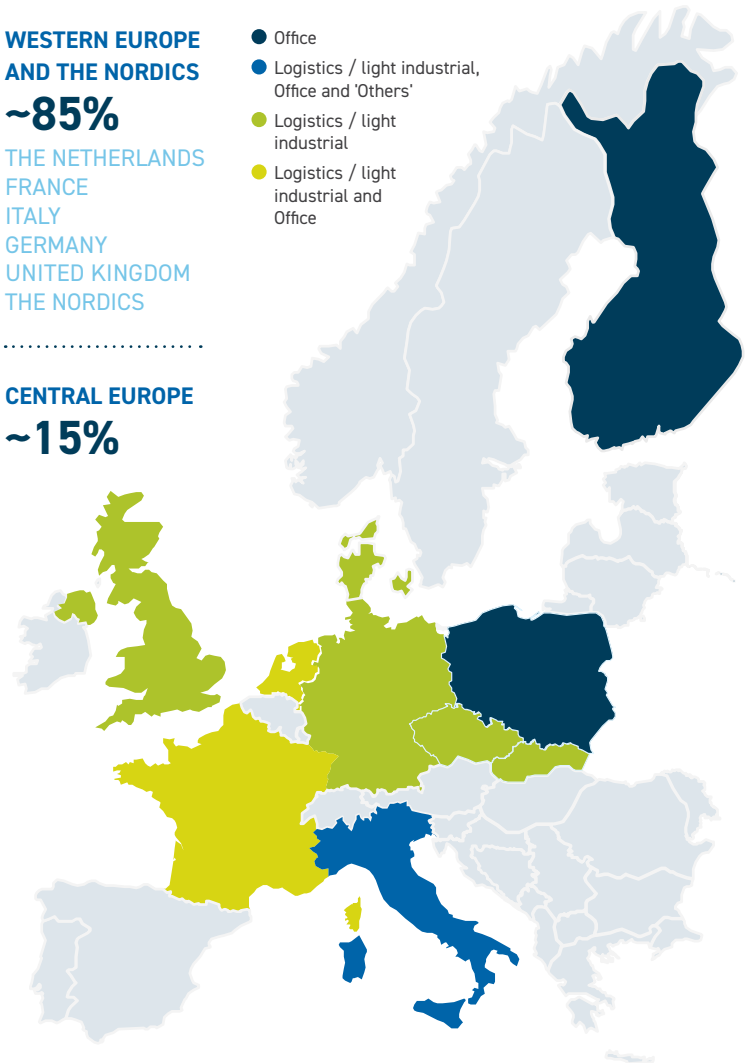 WESTERN EUROPE
AND THE NORDICS
~85%
THE NETHERLANDS
FRANCE
ITALY
GERMANY
UNITED KINGDOM
THE NORDICS
CENTRAL EUROPE
~15%
Office
Logistics / light industrial,
Office and 'Others'
Logistics / light
industrial
Logistics / light
industrial and
Office